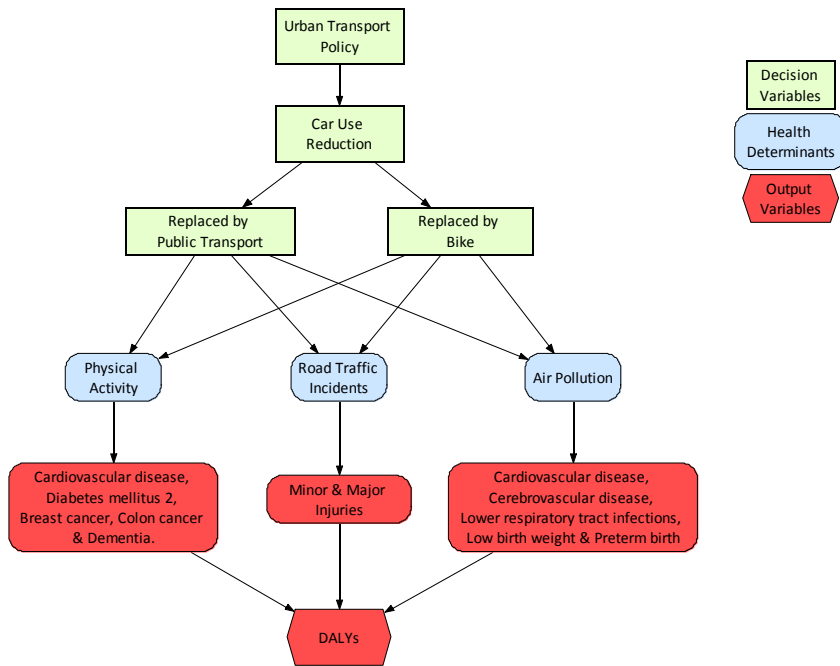 Urban Transport
Policy
Car Use
Reduction
Replaced by
Public Transport
Replaced by
Bike
Physical
Activity
Road Traffic
Incidents
Air Pollution
Cardiovascular disease,
Diabetes mellitus 2,
Breast cancer, Colon cancer
& Dementia.
Minor & Major
Injuries
Cardiovascular disease,
Cerebrovascular disease,
Lower respiratory tract infections,
Low birth weight & Preterm birth
DALYs
Decision
Variables
Health
Determinants
Output
Variables